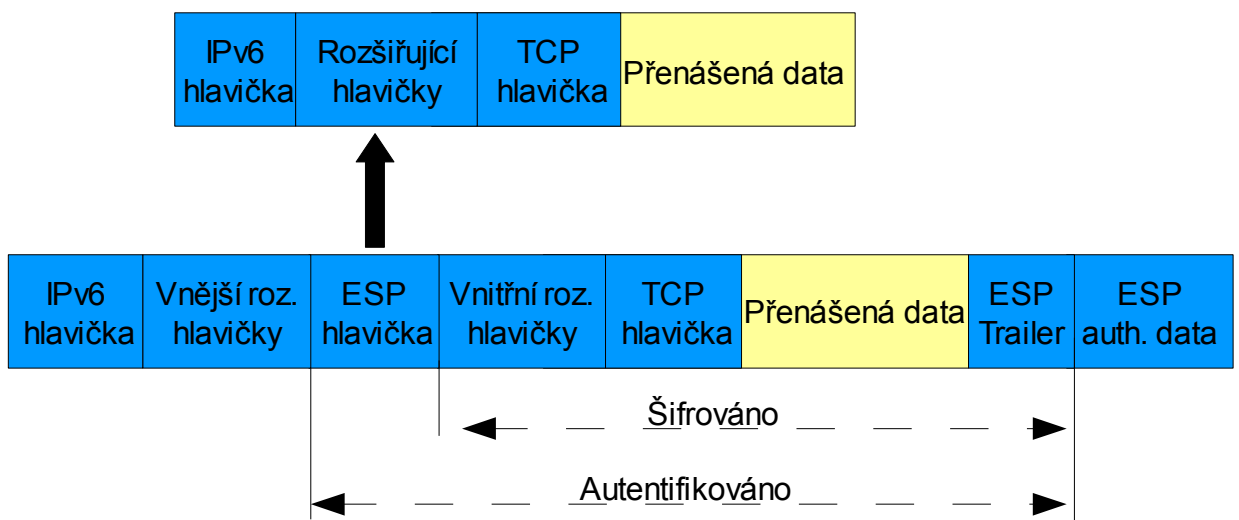 IPv6
hlavička
Rozšiřující
hlavičky
TCP
hlavička
Přenášená data
IPv6
hlavička
Vnější roz.
hlavičky
ESP
hlavička
Vnitřní roz.
hlavičky
TCP
hlavička
Přenášená data
ESP
Trailer
ESP
auth. data
Šifrováno
Autentifikováno